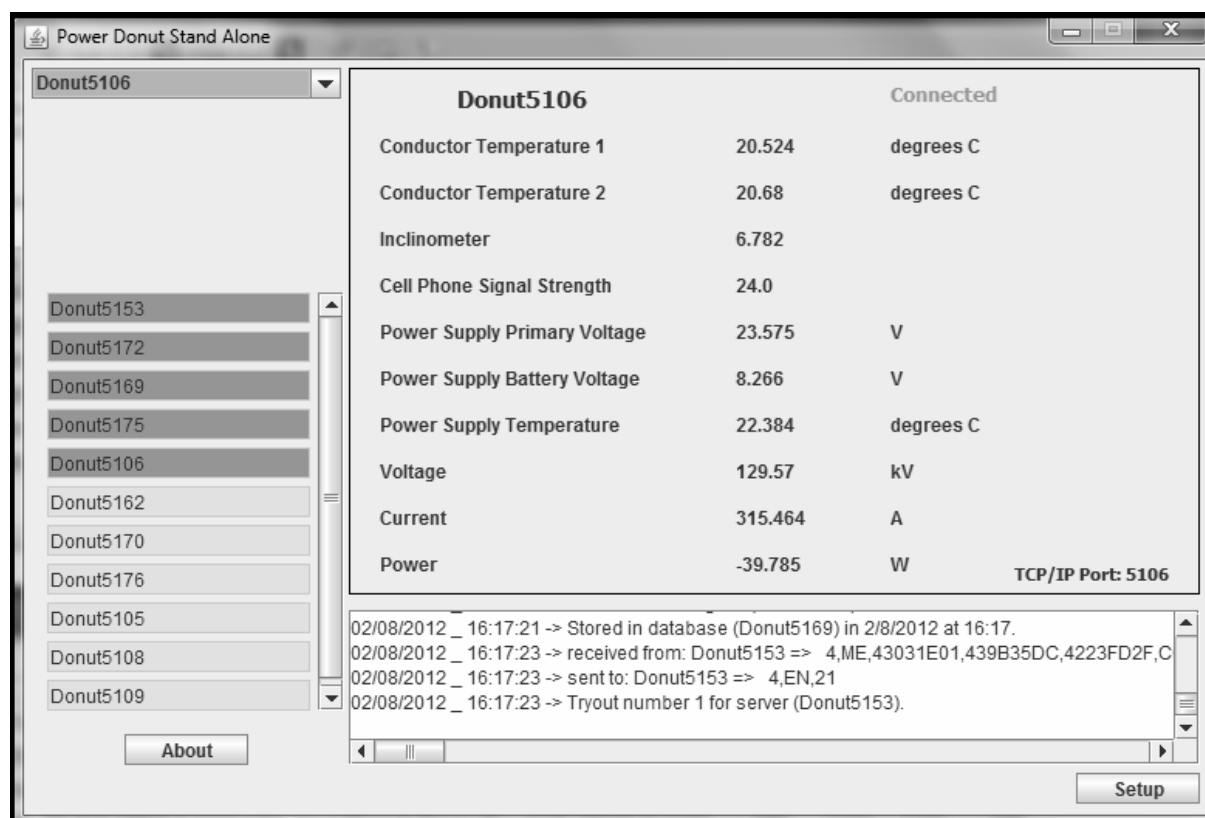 Power Donut Stand Alone
Donut5106
Donut5153
Donut5172
Donut5169
Donut5175
Donut5106
Donut5162
Donut5170
Donut5176
Donut5105
Donut5108
Donut5109
About
Donut5106 Connected
Conductor Temperature 1 20.524 degrees C
Conductor Temperature 2 20.68 degrees C
Inclinometer 6.782
Cell Phone Signal Strength 24.0
Power Supply Primary Voltage 23.575 V
Power Supply Battery Voltage 8.266 V
Power Supply Temperature 22.384 degrees C
Voltage 129.57 kV
Current 315.464 A
Power -39.785 W
TCP/IP Port: 5106
02/08/2012 _ 16:17:21 -> Stored in database (Donut5169) in 2/8/2012 at 16:17.
02/08/2012 _ 16:17:23 -> received from: Donut5153 => 4,ME,43031E01,439B35DC,4223FD2F,C
02/08/2012 _ 16:17:23 -> sent to: Donut5153 => 4,EN,21
02/08/2012 _ 16:17:23 -> Tryout number 1 for server (Donut5153).
Setup